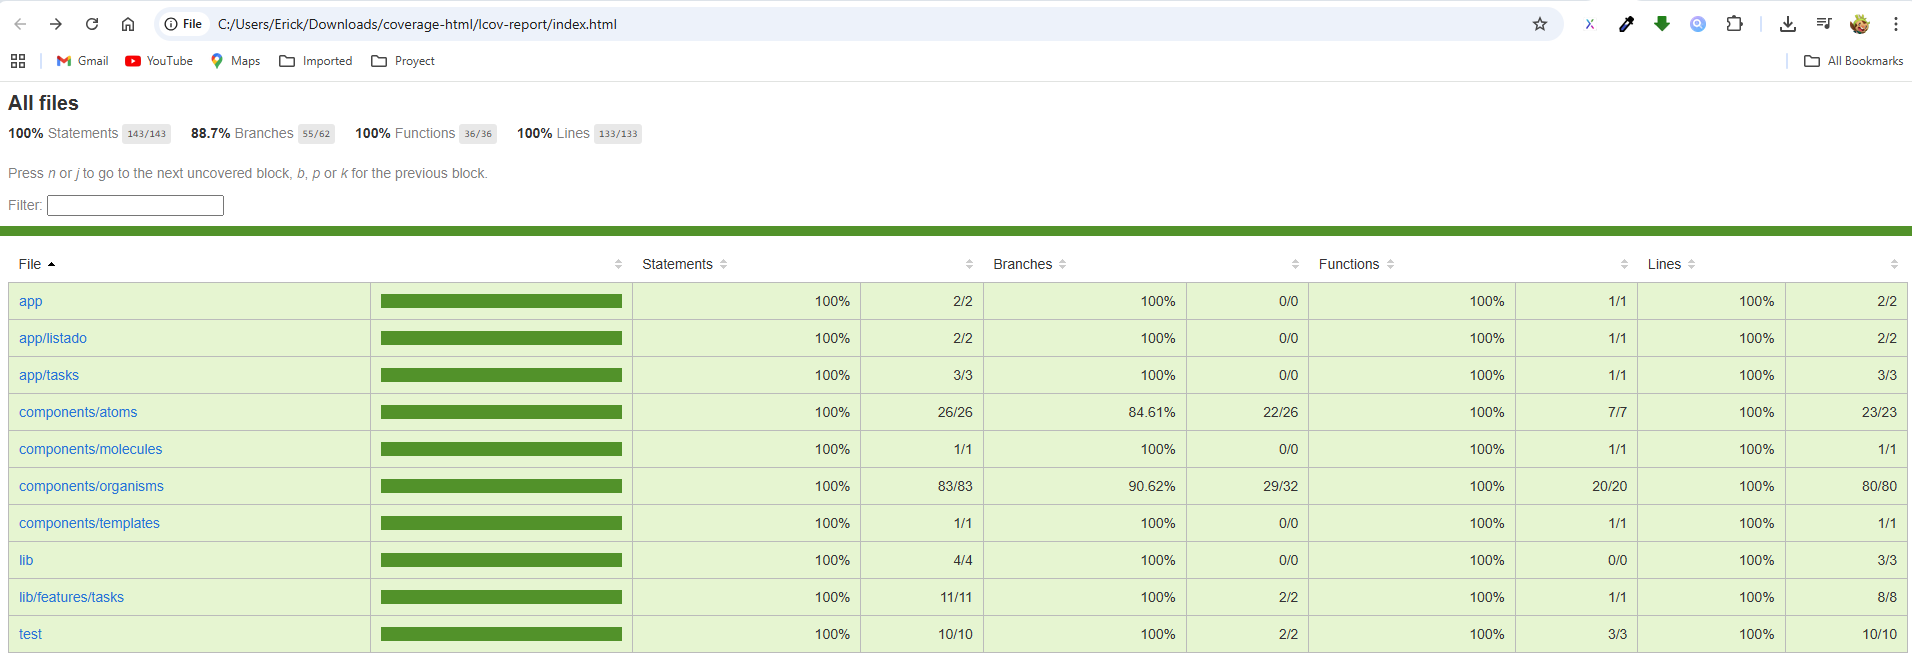 File C:/Users/Erick/Downloads/coverage-html/lcov-report/index.html
Gmail YouTube Maps Imported Proyect All Bookmarks
All files
100% Statements 143/143 88.7% Branches 55/62 100% Functions 36/36 100% Lines 133/133
Press n or j to go to the next uncovered block, b, p or k for the previous block.
Filter:
File Statements Branches Functions Lines
app 100% 2/2 100% 0/0 100% 1/1 100% 2/2
app/listado 100% 2/2 100% 0/0 100% 1/1 100% 2/2
app/tasks 100% 3/3 100% 0/0 100% 1/1 100% 3/3
components/atoms 100% 26/26 84.61% 22/26 100% 7/7 100% 23/23
components/molecules 100% 1/1 100% 0/0 100% 1/1 100% 1/1
components/organisms 100% 83/83 90.62% 29/32 100% 20/20 100% 80/80
components/templates 100% 1/1 100% 0/0 100% 1/1 100% 1/1
lib 100% 4/4 100% 0/0 100% 0/0 100% 3/3
lib/features/tasks 100% 11/11 100% 2/2 100% 1/1 100% 8/8
test 100% 10/10 100% 2/2 100% 3/3 100% 10/10